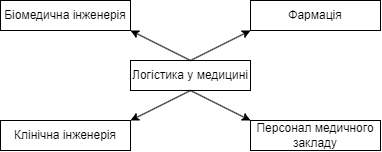 Біомедична інженерія
Фармація
Логістика у медицині
Клінічна інженерія
Персонал медичного
закладу